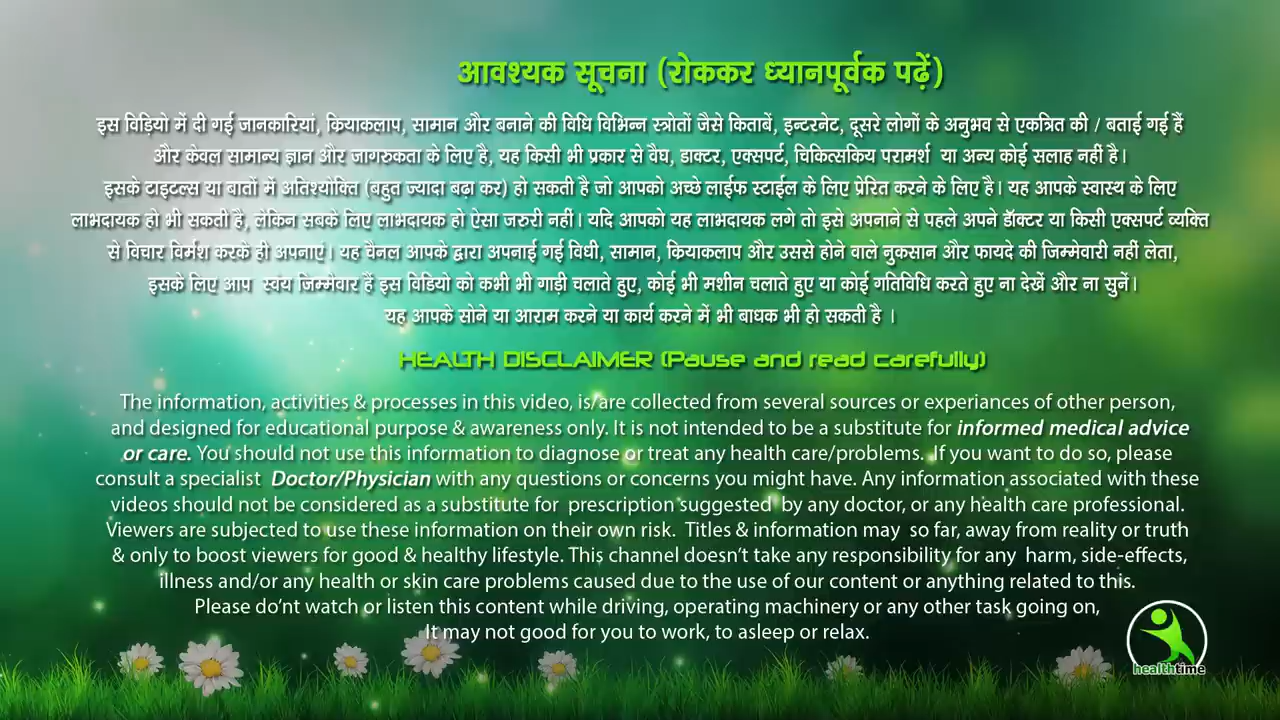 आवश्यक सूचना (रोककर ध्यानपूर्वक पढ़ें)
इस विड़ियो में दी गई जानकारियां, कियाकलाप, सामान और बनाने की विधि विभिन्न स्त्रोतों जैसे किताबें, इन्टरनेट, दूसरे लोगों के अनुभव से एकत्रित की / बताई गई हैं
और केवल सामान्य ज्ञान और जागरुकता के लिए है, यह किसी भी प्रकार से वैघ, डाक्टर, एक्सपर्ट, चिकित्सकिय परामर्श या अन्य कोई सलाह नहीं है।
इसके टाइटल्स या बातों में अतिश्योक्ति (बहुत ज्यादा बढ़ा कर) हो सकती है जो आपको अच्छे लाईफ स्टाईल के लिए प्रेरित करने के लिए है। यह आपके स्वास्थ के लिए
लाभदायक हो भी सकती है, लेकिन सबके लिए लाभदायक हो ऐसा जरुरी नहीं। यदि आपको यह लाभदायक लगे तो इसे अपनाने से पहले अपने डॉक्टर या किसी एक्सपर्ट व्यक्ति
से विचार विर्मश करके ही अपनाएं। यह चैनल आपके द्वारा अपनाई गई विधी, सामान, कियाकलाप और उससे होने वाले नुकसान और फायदे की जिम्मेवारी नहीं लेता,
इसके लिए आप स्वंय जिम्मेवार हैं इस विडियो को कभी भी गाड़ी चलाते हुए, कोई भी मशीन चलाते हुए या कोई गतिविधि करते हुए ना देखें और ना सुनें।
यह आपके सोने या आराम करने या कार्य करने में भी बाधक भी हो सकती है ।
HEALTH DISCLAIMER (Pause and read carefully)
The information, activities & processes in this video, is/are collected from several sources or experiances of other person,
and designed for educational purpose & awareness only. It is not intended to be a substitute for informed medical advice
or care. You should not use this information to diagnose or treat any health care/problems. If you want to do so, please
consult a specialist Doctor/Physician with any questions or concerns you might have. Any information associated with these
videos should not be considered as a substitute for prescription suggested by any doctor, or any health care professional.
Viewers are subjected to use these information on their own risk. Titles & information may so far, away from reality or truth
& only to boost viewers for good & healthy lifestyle. This channel doesn't take any responsibility for any harm, side-effects,
illness and/or any health or skin care problems caused due to the use of our content or anything related to this.
Please do'nt watch or listen this content while driving, operating machinery or any other task going on,
It may not good for you to work, to asleep or relax.
healthtime